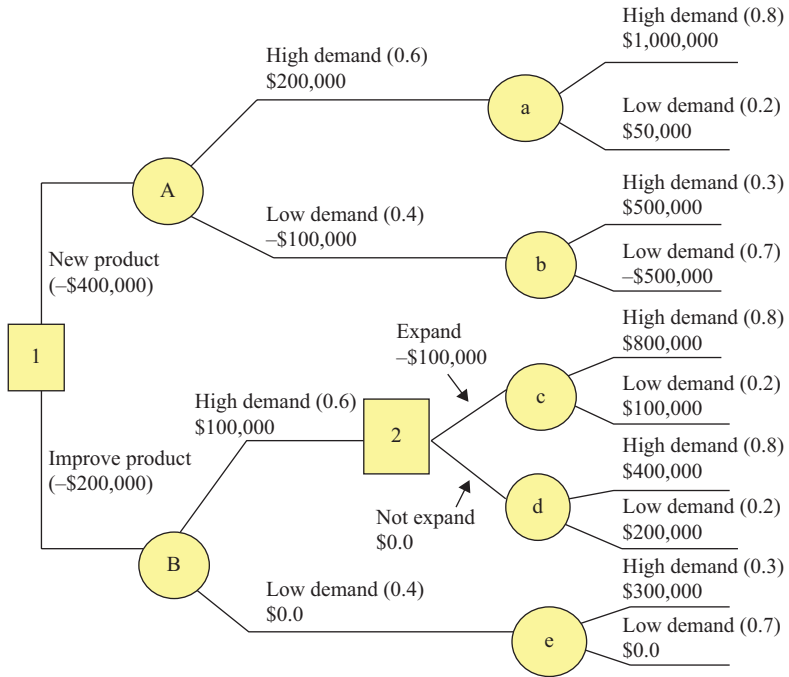 High demand (0.8)
$1,000,000
High demand (0.6)
$200,000
a
Low demand (0.2)
$50,000
A
High demand (0.3)
$500,000
Low demand (0.4)
–$100,000
b
Low demand (0.7)
–$500,000
New product
(–$400,000)
1
High demand (0.8)
$800,000
Expand
–$100,000
c
Low demand (0.2)
$100,000
High demand (0.6)
$100,000
2
High demand (0.8)
$400,000
Improve product
(–$200,000)
d
Low demand (0.2)
$200,000
Not expand
$0.0
B
High demand (0.3)
$300,000
Low demand (0.4)
$0.0
e
Low demand (0.7)
$0.0